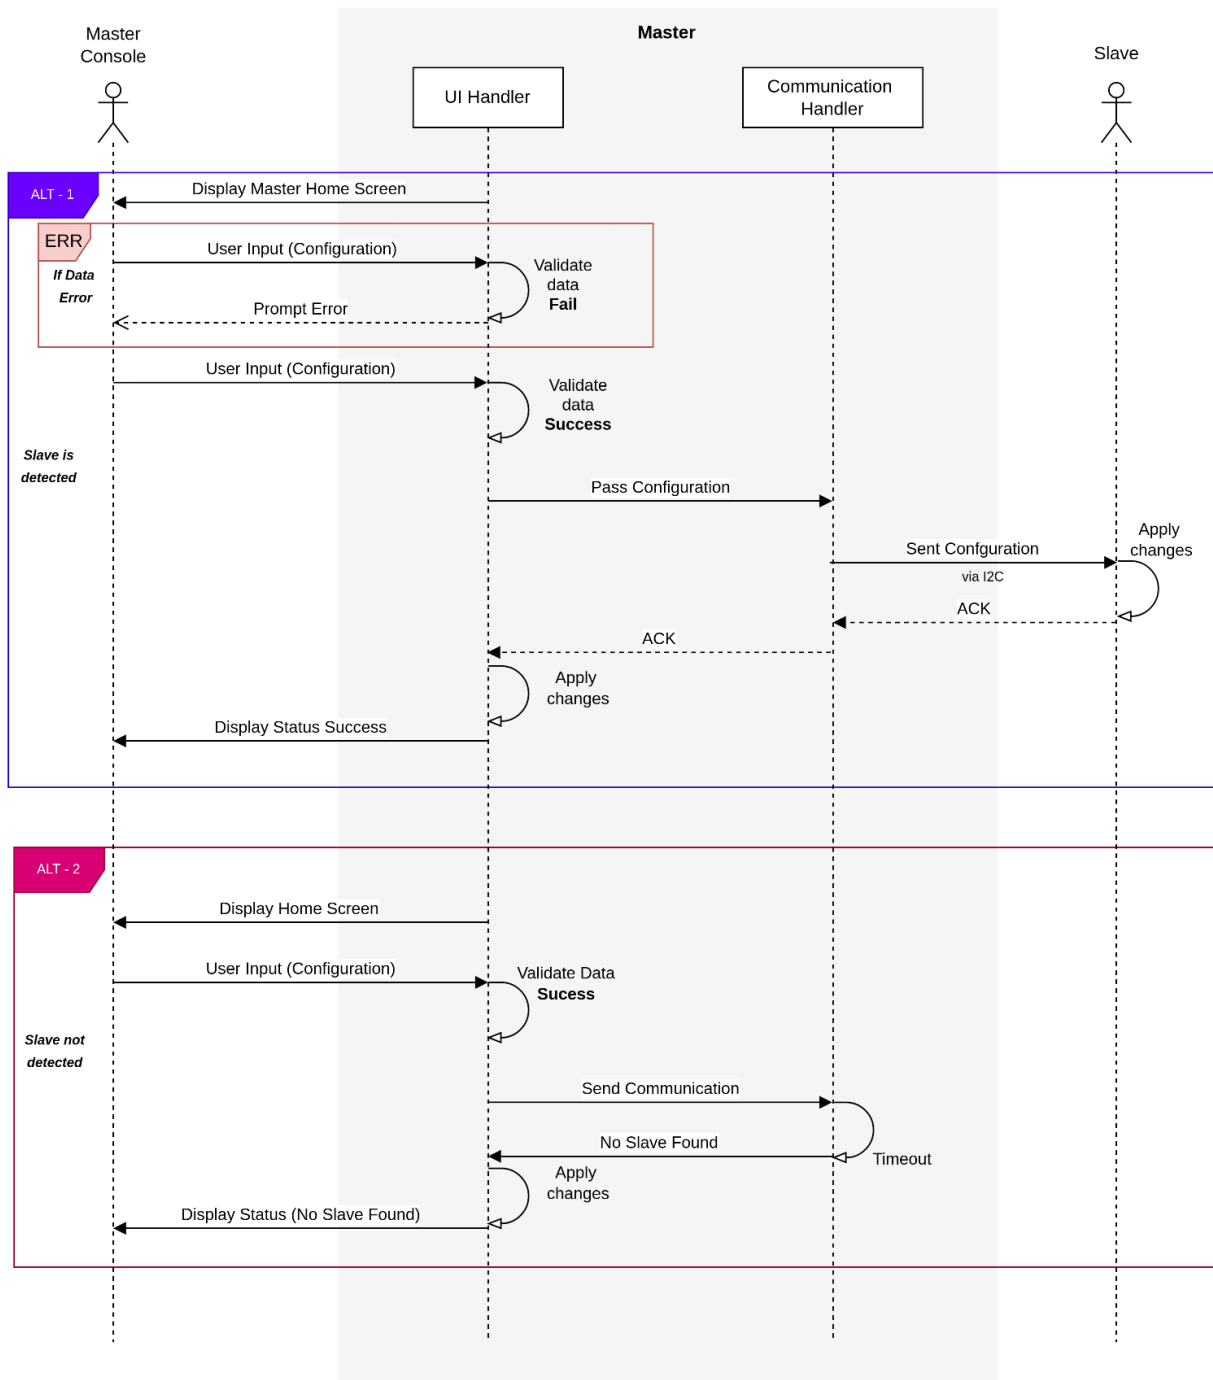 Master
Console
Master
UI Handler
Communication
Handler
Slave
ALT - 1
Display Master Home Screen
ERR
If Data
Error
User Input (Configuration)
Validate
data
Fail
Prompt Error
User Input (Configuration)
Validate
data
Success
Slave is
detected
Pass Configuration
Sent Confguration
via I2C
Apply
changes
ACK
ACK
Apply
changes
Display Status Success
ALT - 2
Display Home Screen
User Input (Configuration)
Validate Data
Sucess
Slave not
detected
Send Communication
No Slave Found
Timeout
Apply
changes
Display Status (No Slave Found)